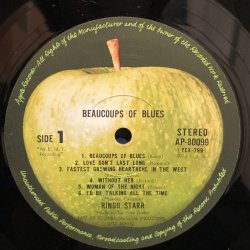 Apple Records · All Rights of the Manufacturer and of the Owner of the Recorded Work Reserved
BEAUCOUPS OF BLUES
SIDE 1
STEREO
AP-80099
(YEX-799)
1. BEAUCOUPS OF BLUES
2. LOVE DON'T LAST LONG
3. FASTEST GROWING HEARTACHE IN THE WEST
4. WITHOUT HER
5. WOMAN OF THE NIGHT
6. I'D BE TALKING ALL THE TIME
RINGO STARR
Unauthorised Public Performance, Broadcasting and Copying of this Record Prohibited